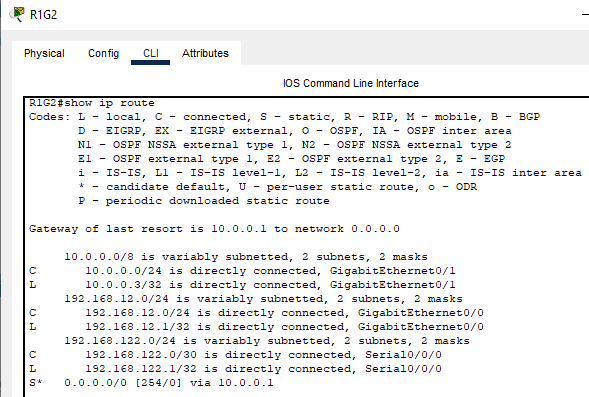 R1G2
Physical Config CLI Attributes
IOS Command Line Interface
R1G2#show ip route
Codes: L - local, C - connected, S - static, R - RIP, M - mobile, B - BGP
D - EIGRP, EX - EIGRP external, O - OSPF, IA - OSPF inter area
N1 - OSPF NSSA external type 1, N2 - OSPF NSSA external type 2
E1 - OSPF external type 1, E2 - OSPF external type 2, E - EGP
i - IS-IS, L1 - IS-IS level-1, L2 - IS-IS level-2, ia - IS-IS inter area
* - candidate default, U - per-user static route, o - ODR
P - periodic downloaded static route
Gateway of last resort is 10.0.0.1 to network 0.0.0.0
10.0.0.0/8 is variably subnetted, 2 subnets, 2 masks
C 10.0.0.0/24 is directly connected, GigabitEthernet0/1
L 10.0.0.3/32 is directly connected, GigabitEthernet0/1
192.168.12.0/24 is variably subnetted, 2 subnets, 2 masks
C 192.168.12.0/24 is directly connected, GigabitEthernet0/0
L 192.168.12.1/32 is directly connected, GigabitEthernet0/0
192.168.122.0/24 is variably subnetted, 2 subnets, 2 masks
C 192.168.122.0/30 is directly connected, Serial0/0/0
L 192.168.122.1/32 is directly connected, Serial0/0/0
S* 0.0.0.0/0 [254/0] via 10.0.0.1